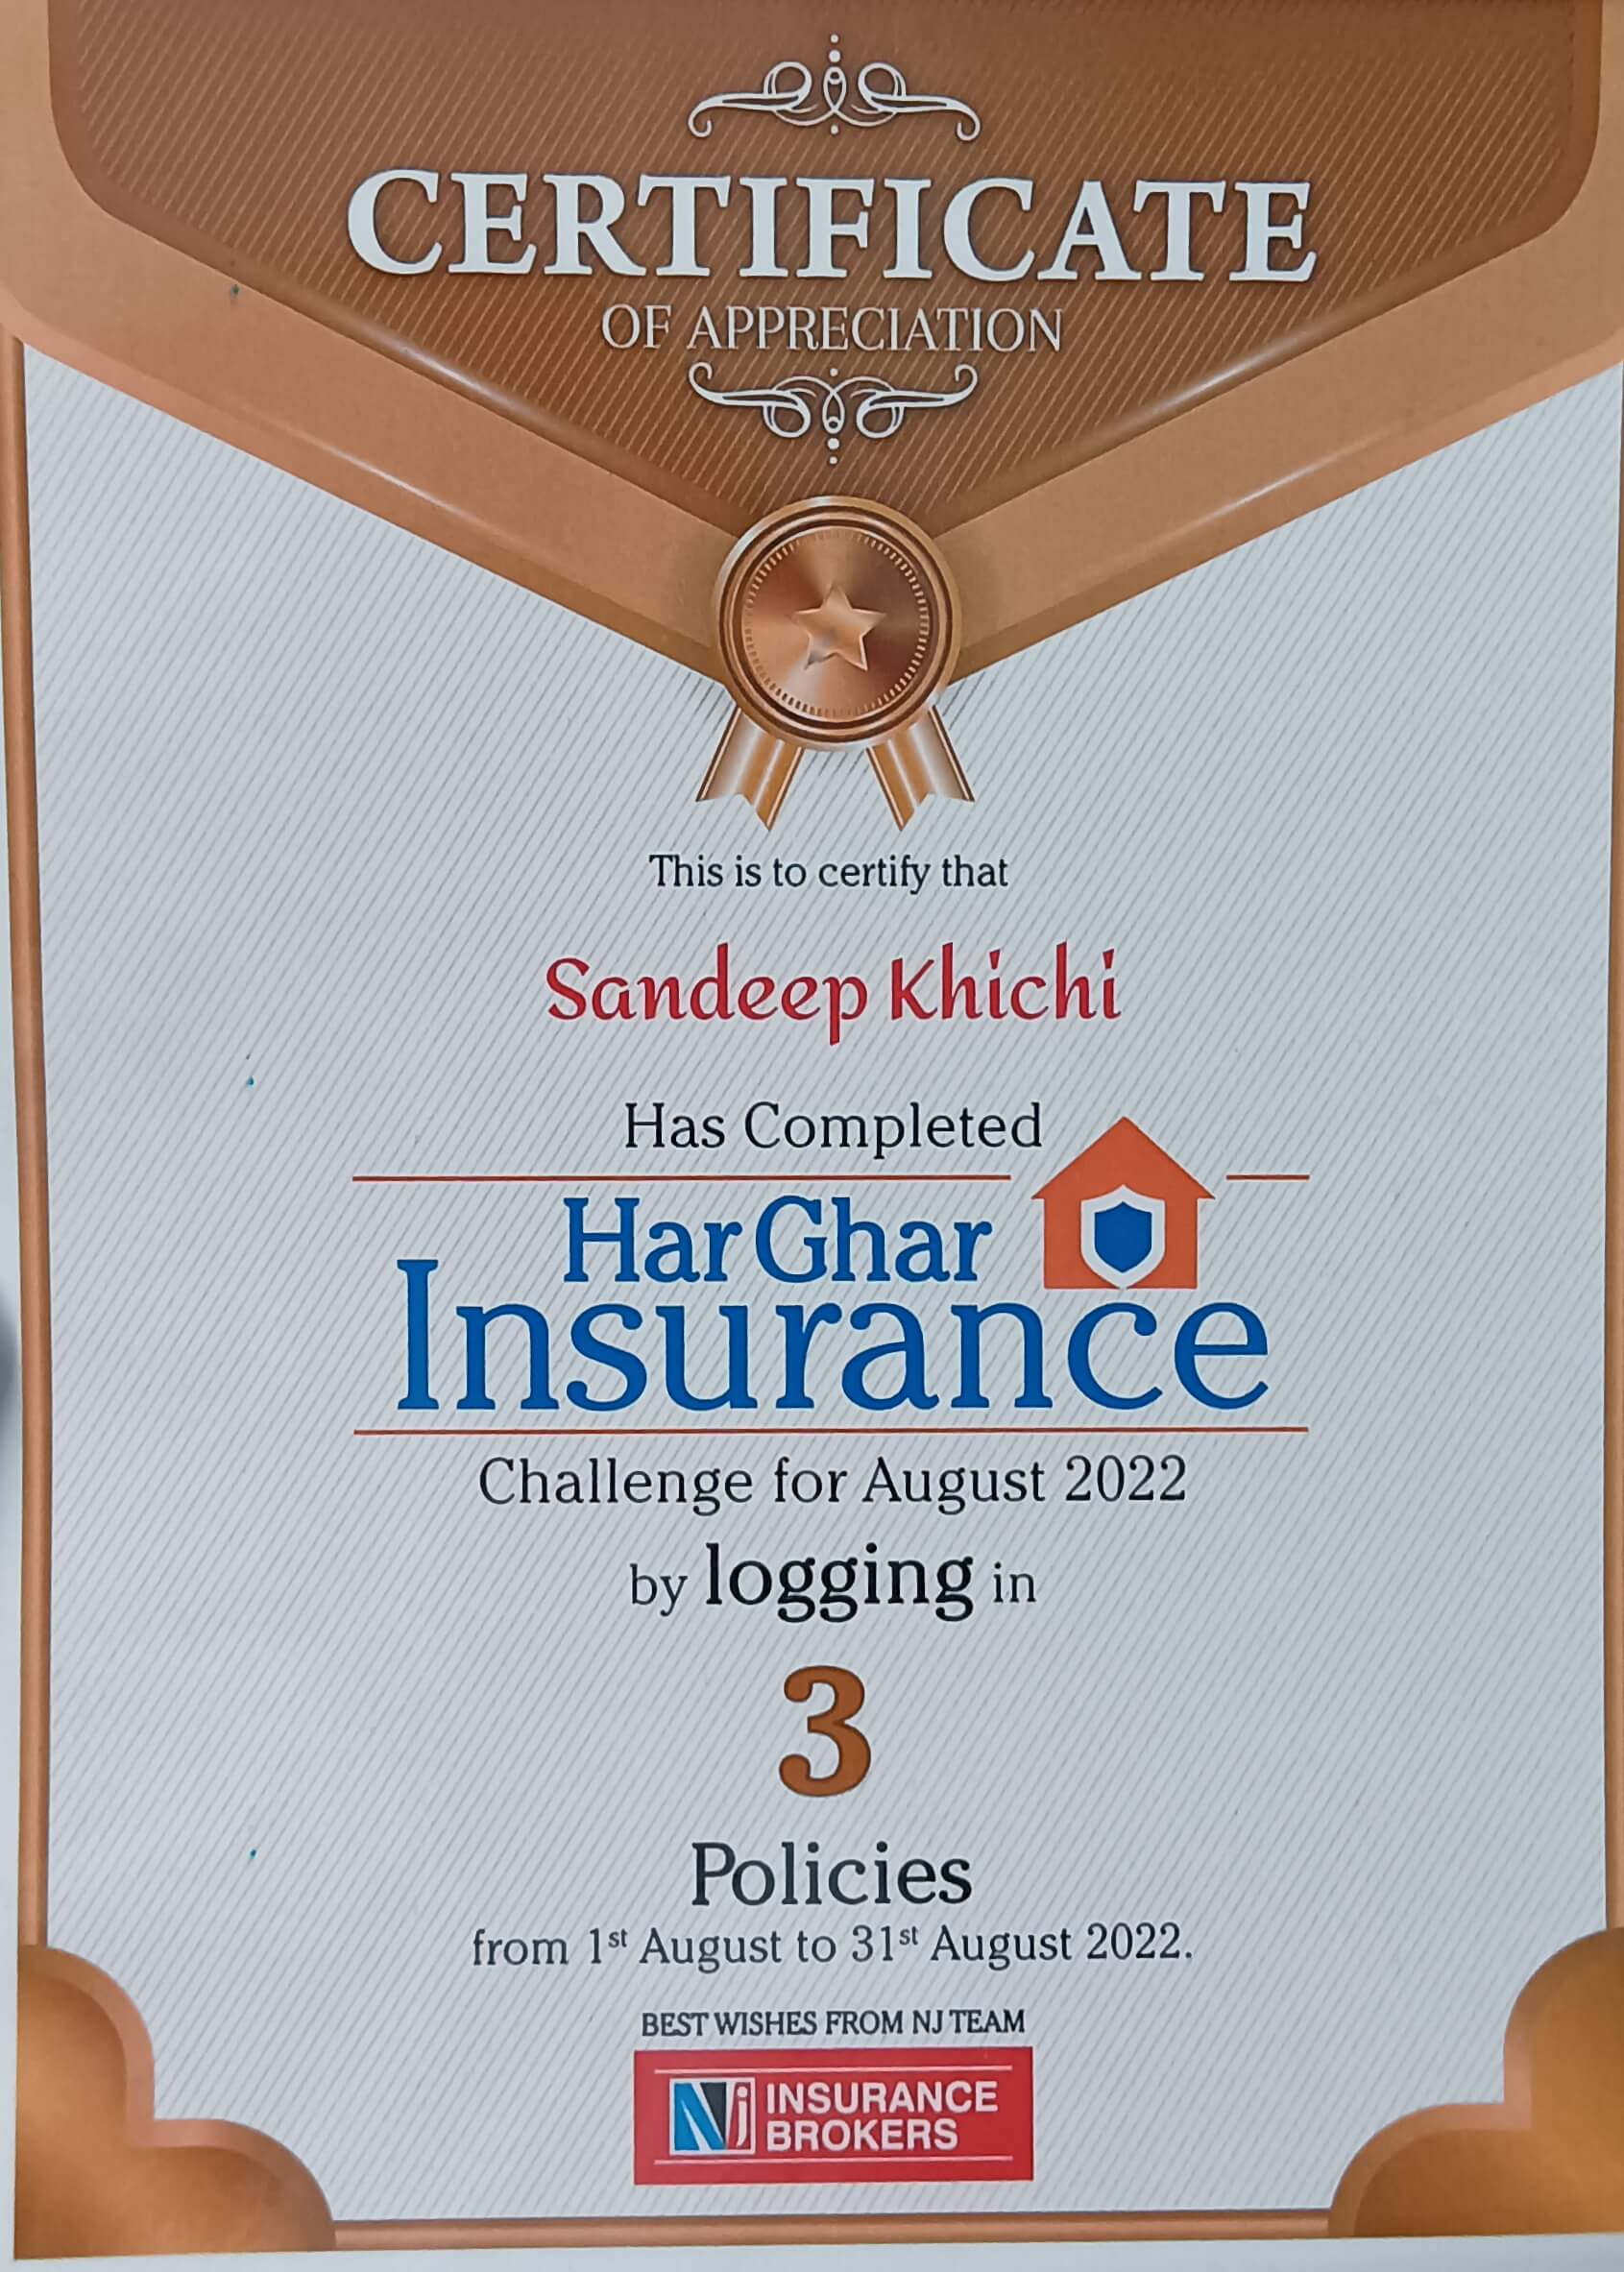 CERTIFICATE
OF APPRECIATION
This is to certify that
Sandeep Khichi
Has Completed
Har Ghar
Insurance
Challenge for August 2022
by logging in
3
Policies
from 1st August to 31st August 2022.
BEST WISHES FROM NJ TEAM
NJ INSURANCE
BROKERS